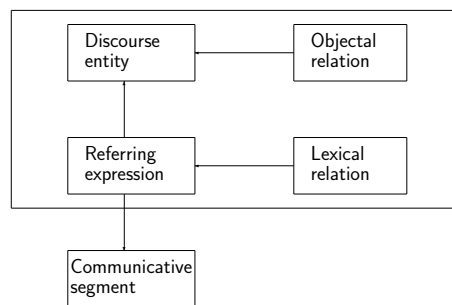 Discourse
entity
Objectal
relation
Referring
expression
Lexical
relation
Communicative
segment